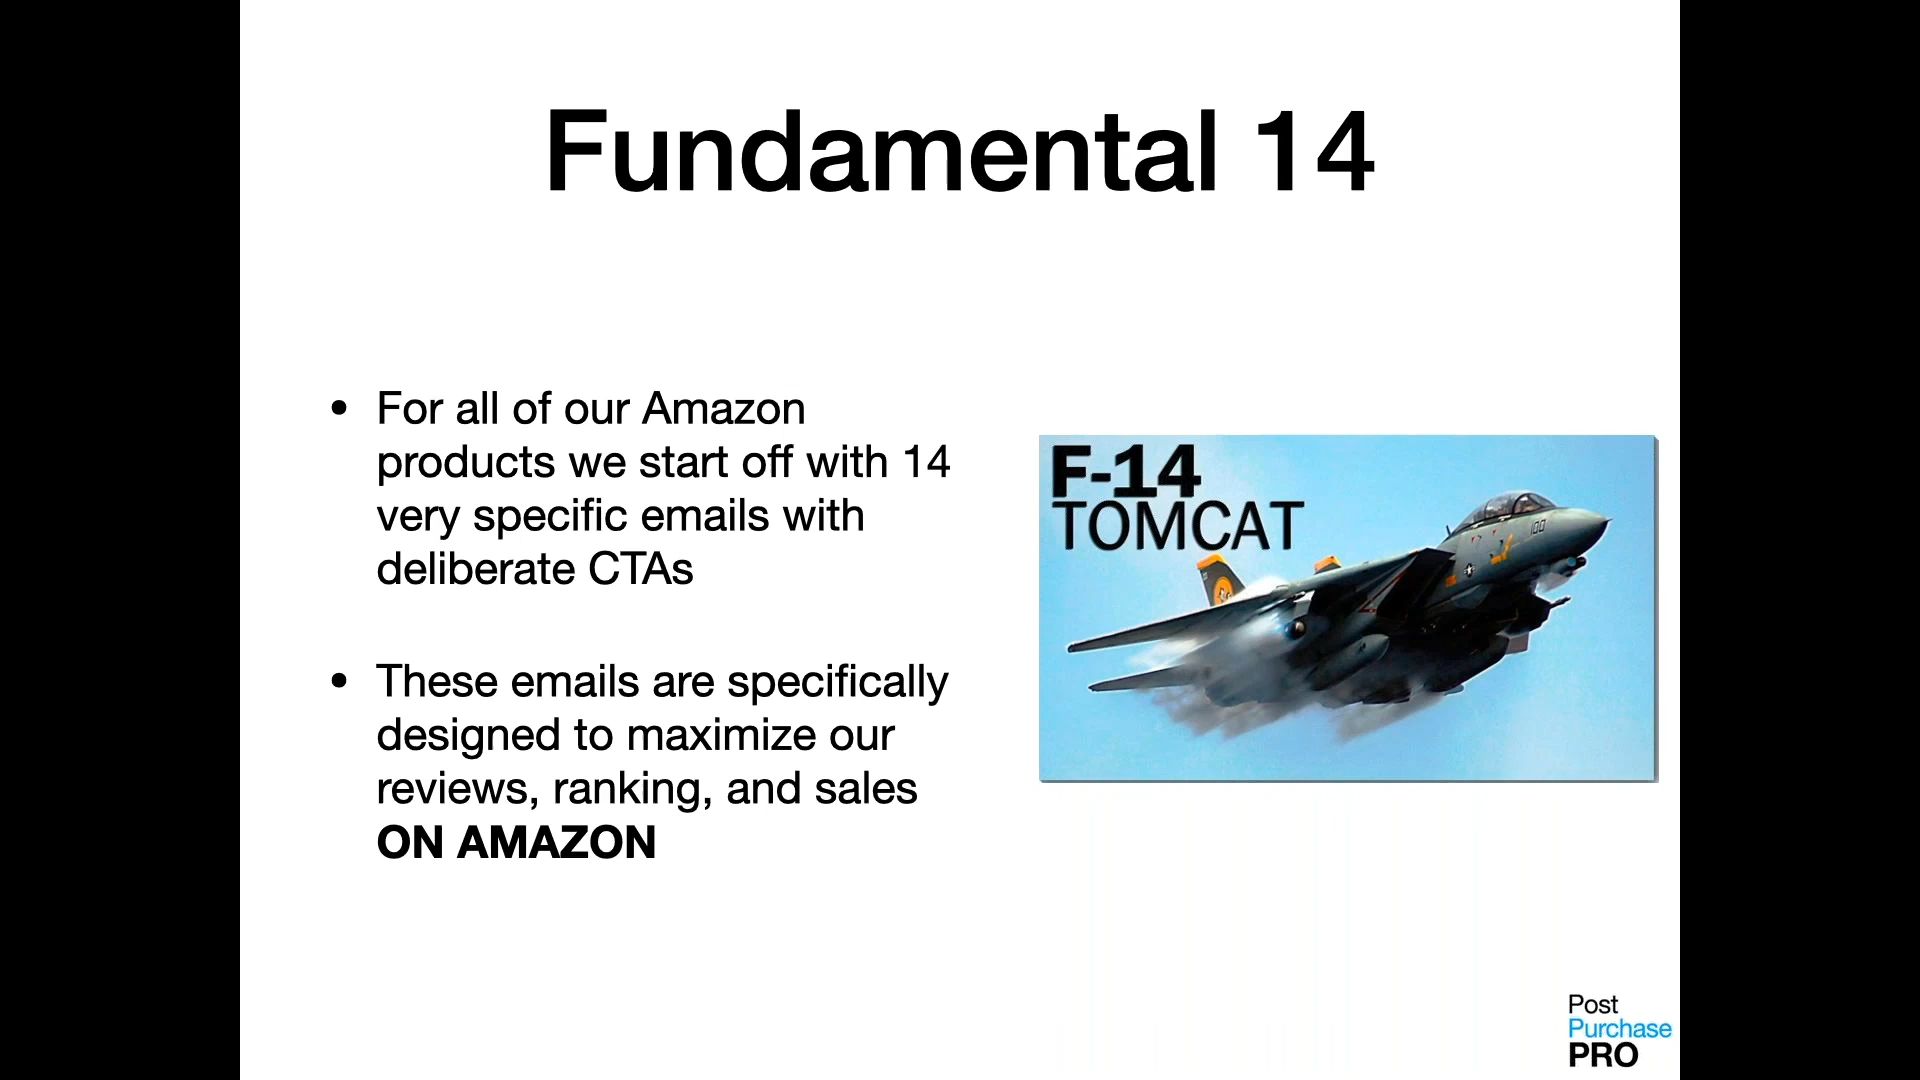 Fundamental 14
• For all of our Amazon
products we start off with 14
very specific emails with
deliberate CTAs
• These emails are specifically
designed to maximize our
reviews, ranking, and sales
ON AMAZON
F-14
TOMCAT
100
Post
Purchase
PRO